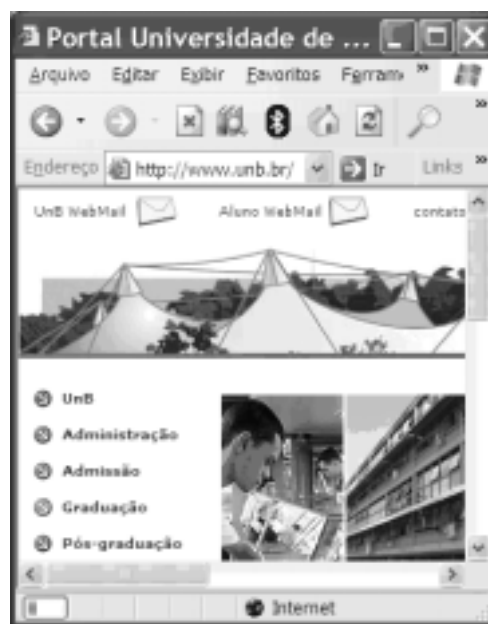 Portal Universidade de ...
Arquivo Editar Exibir Favoritos Ferram »
»
Endereço http://www.unb.br/ Ir Links »
UnB WebMail Aluno WebMail contato
UnB
Administração
Admissão
Graduação
Pós-graduação
Internet